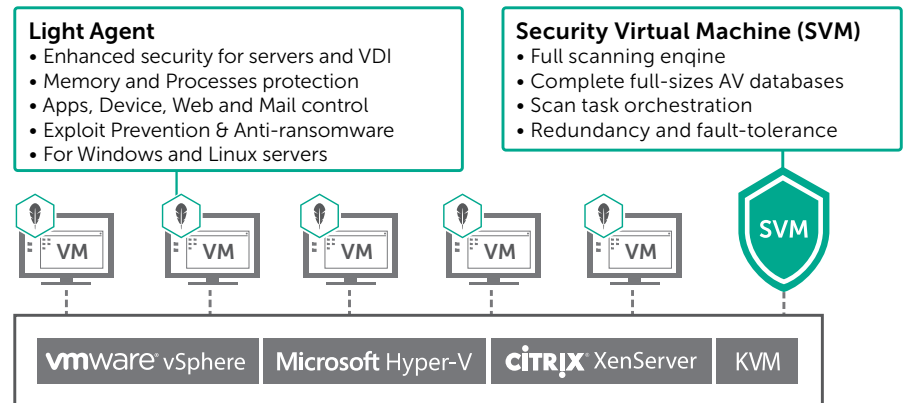 Light Agent
• Enhanced security for servers and VDI
• Memory and Processes protection
• Apps, Device, Web and Mail control
• Exploit Prevention & Anti-ransomware
• For Windows and Linux servers
Security Virtual Machine (SVM)
• Full scanning engine
• Complete full-sizes AV databases
• Scan task orchestration
• Redundancy and fault-tolerance
VM
VM
VM
VM
VM
SVM
vmware® vSphere
Microsoft Hyper-V
CITRIX® XenServer
KVM